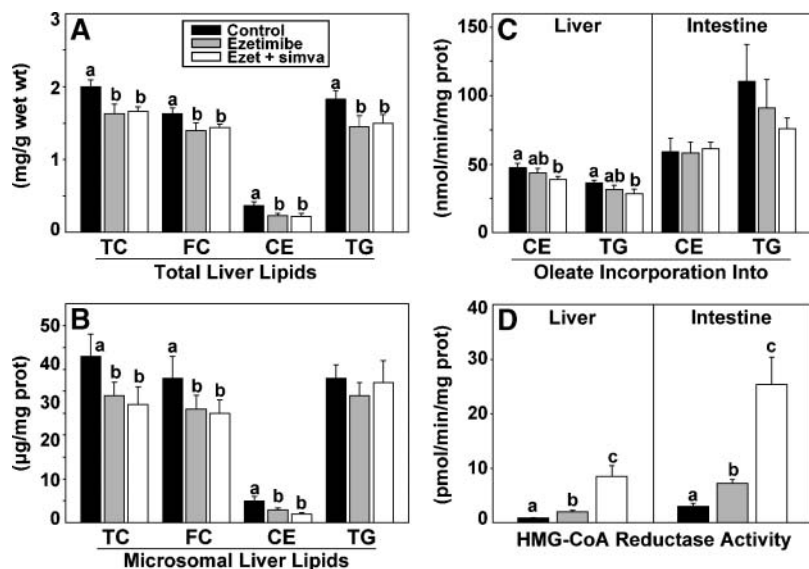 A
Control
Ezetimibe
Ezet + simva
(mg/g wet wt)
3
2
1
0
a b b a b b a b b a b b
TC FC CE TG
Total Liver Lipids
B
(µg/mg prot)
50
40
30
20
10
0
a b b a b b a b b
TC FC CE TG
Microsomal Liver Lipids
C
Liver Intestine
(nmol/min/mg prot)
150
100
50
0
a ab b a ab b
CE TG CE TG
Oleate Incorporation Into
D
Liver Intestine
(pmol/min/mg prot)
40
30
20
10
0
a b c a b c
HMG-CoA Reductase Activity